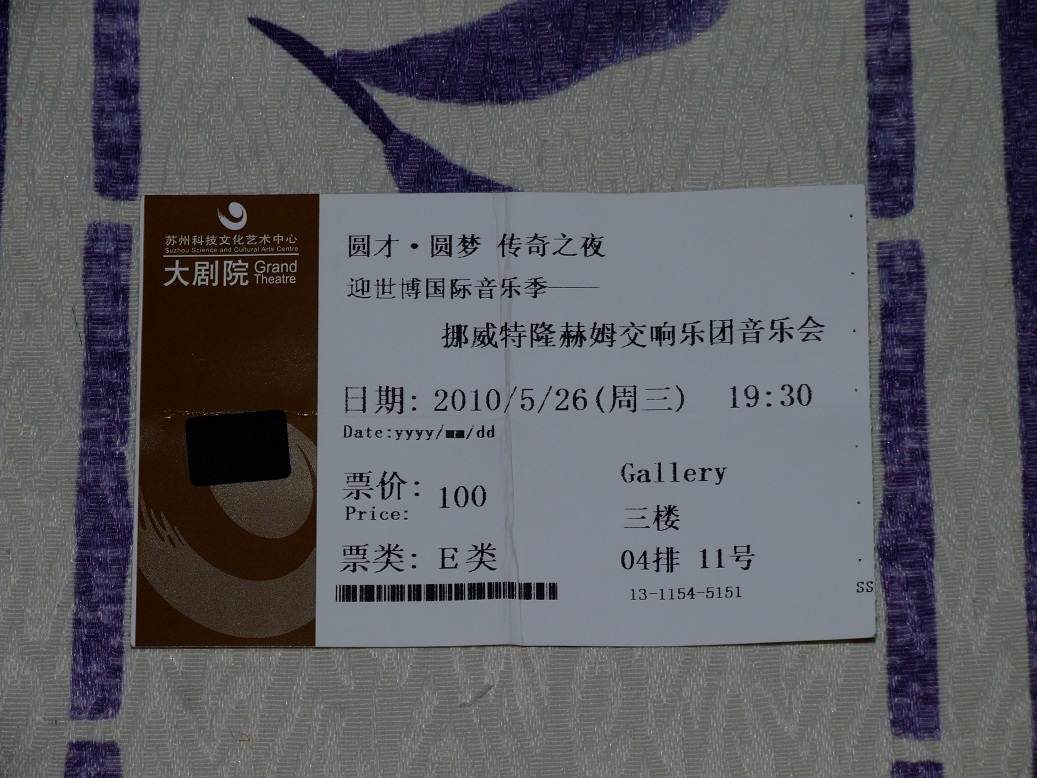 苏州科技文化艺术中心
Suzhou Science and Cultural Arts Centre
大剧院 Grand Theatre
圆才·圆梦 传奇之夜
迎世博国际音乐季——
挪威特隆赫姆交响乐团音乐会
日期: 2010/5/26(周三) 19:30
Date:yyyy/mm/dd
票价: 100
Price:
Gallery
三楼
票类: E类
04排 11号
13-1154-5151
SS